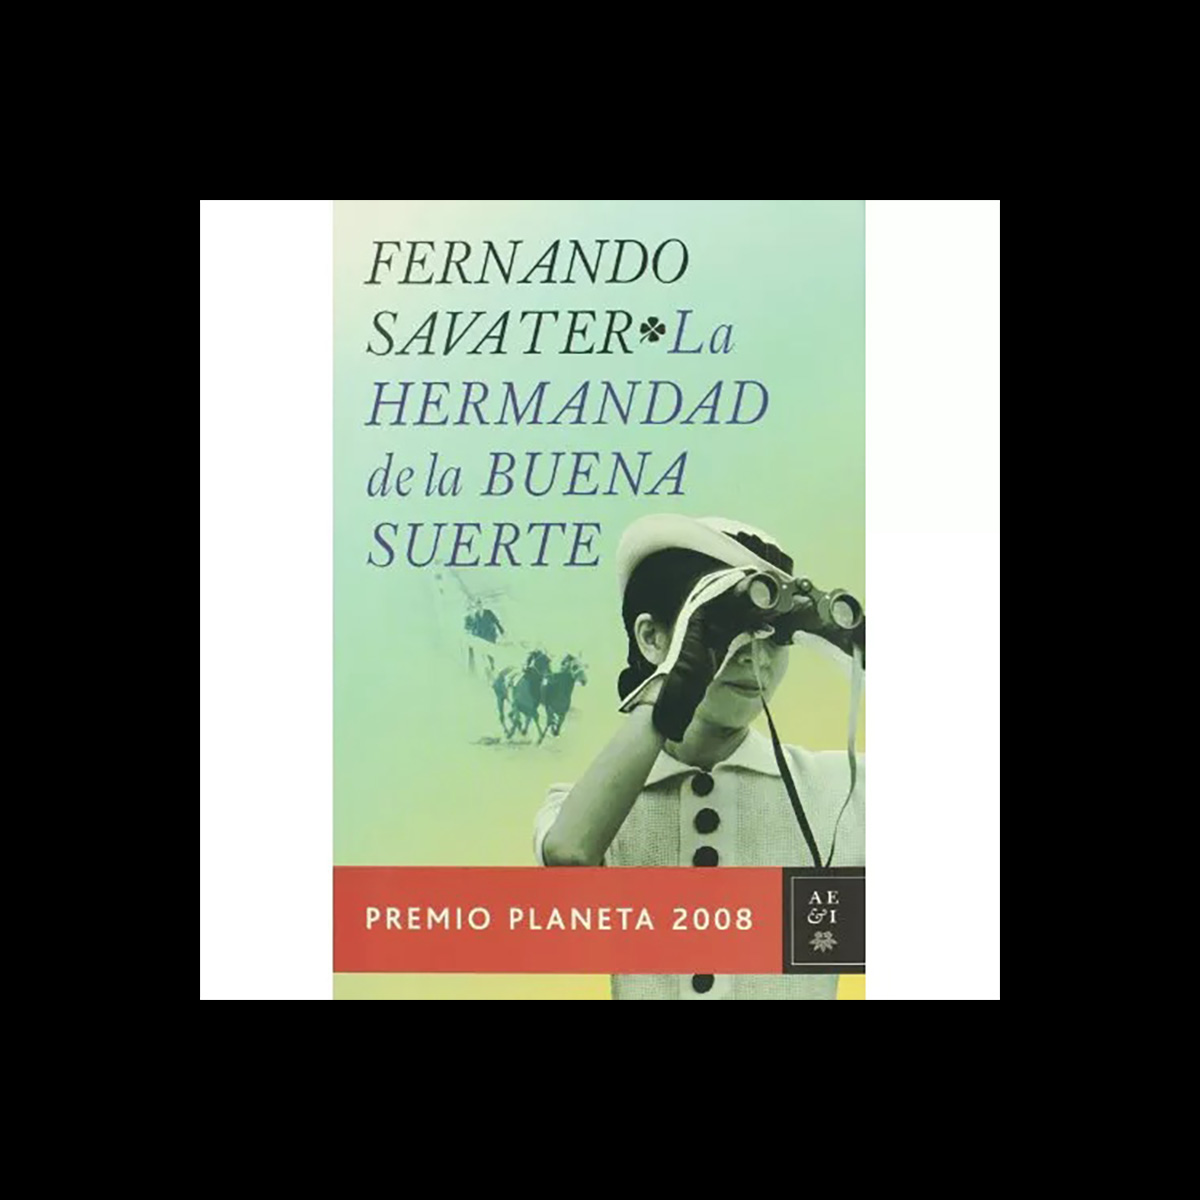 FERNANDO
SAVATER La
HERMANDAD
de la BUENA
SUERTE
PREMIO PLANETA 2008
AE
&I